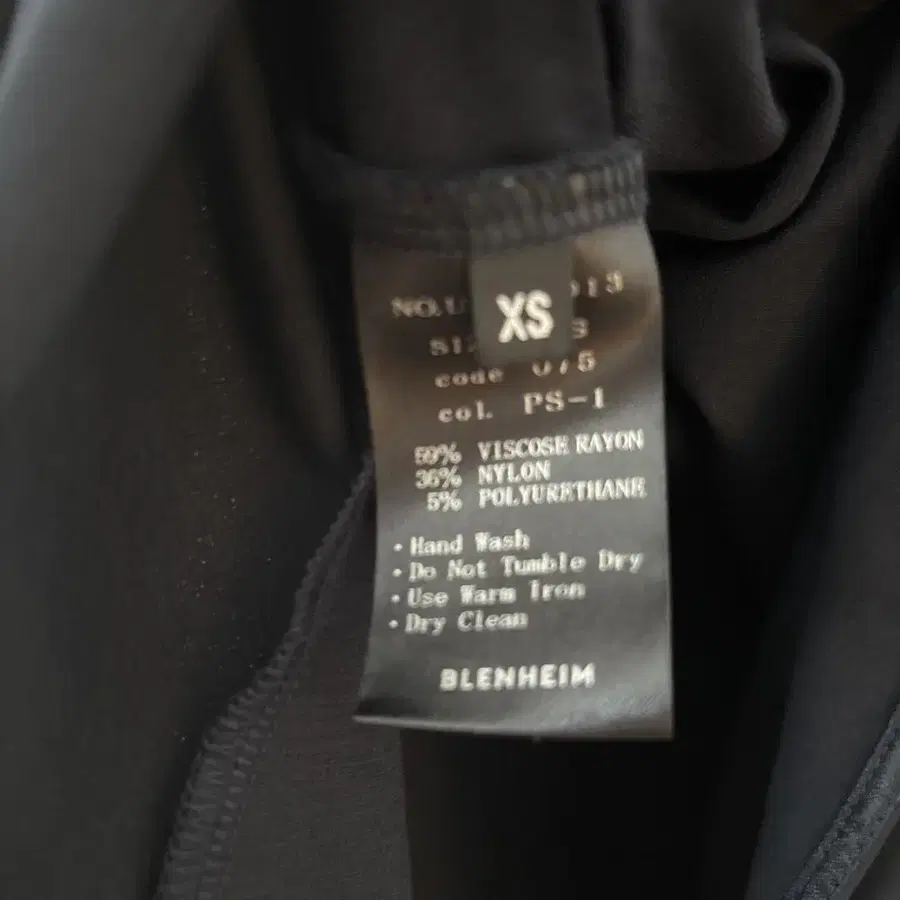 XS
code
col. PS-1
59% VISCOSE RAYON
36% NYLON
5% POLYURETHANE
・Hand Wash
・Do Not Tumble Dry
・Use Warm Iron
・Dry Clean
BLENHEIM